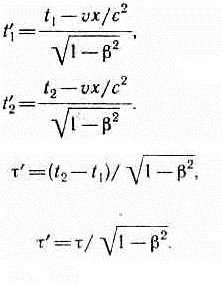 t′₁ = (t₁ − vx/c²) / √(1 − β²),
t′₂ = (t₂ − vx/c²) / √(1 − β²).
τ′ = (t₂ − t₁)/ √(1 − β²),
τ′ = τ/ √(1 − β²).